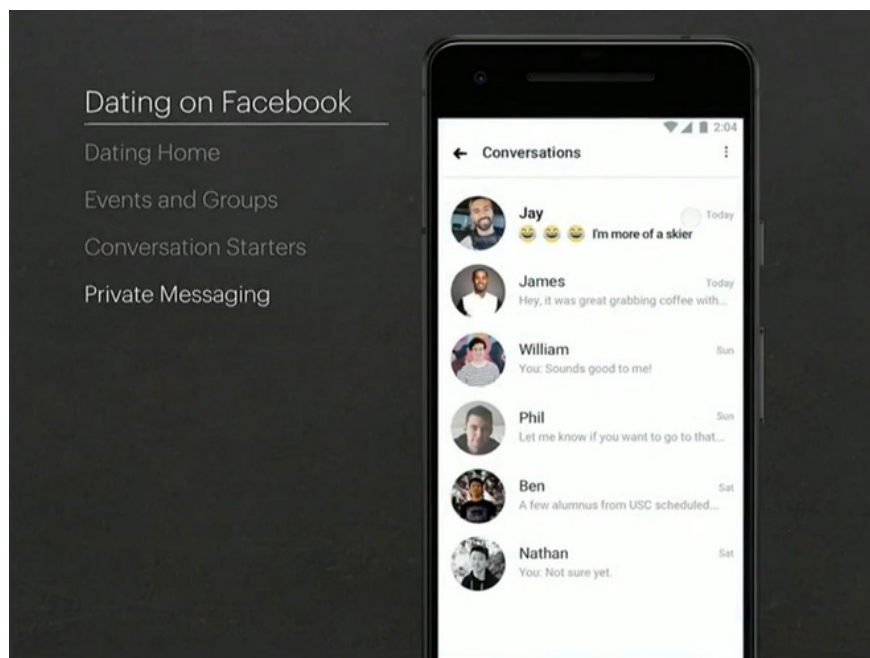 Dating on Facebook
Dating Home
Events and Groups
Conversation Starters
Private Messaging
2:04
Conversations
Jay
Today
😂 😂 😂 I'm more of a skier
James
Today
Hey, it was great grabbing coffee with...
William
Sun
You: Sounds good to me!
Phil
Sun
Let me know if you want to go to that...
Ben
Sat
A few alumnus from USC scheduled...
Nathan
Sat
You: Not sure yet.